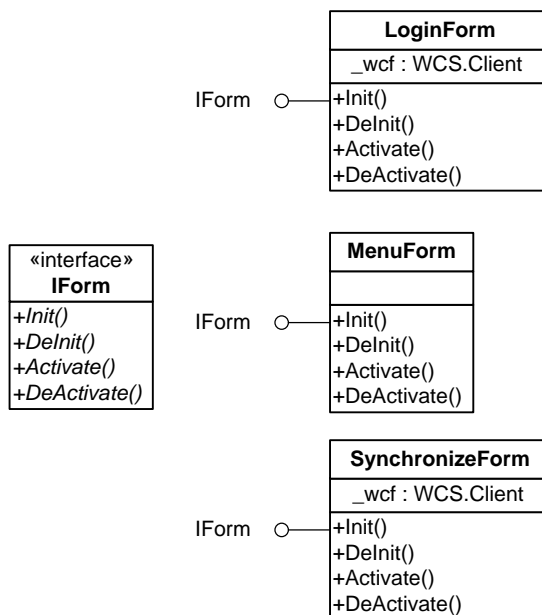 LoginForm
_wcf : WCS.Client
IForm
+Init()
+DeInit()
+Activate()
+DeActivate()
«interface»
IForm
+Init()
+DeInit()
+Activate()
+DeActivate()
MenuForm
IForm
+Init()
+DeInit()
+Activate()
+DeActivate()
SynchronizeForm
_wcf : WCS.Client
IForm
+Init()
+DeInit()
+Activate()
+DeActivate()